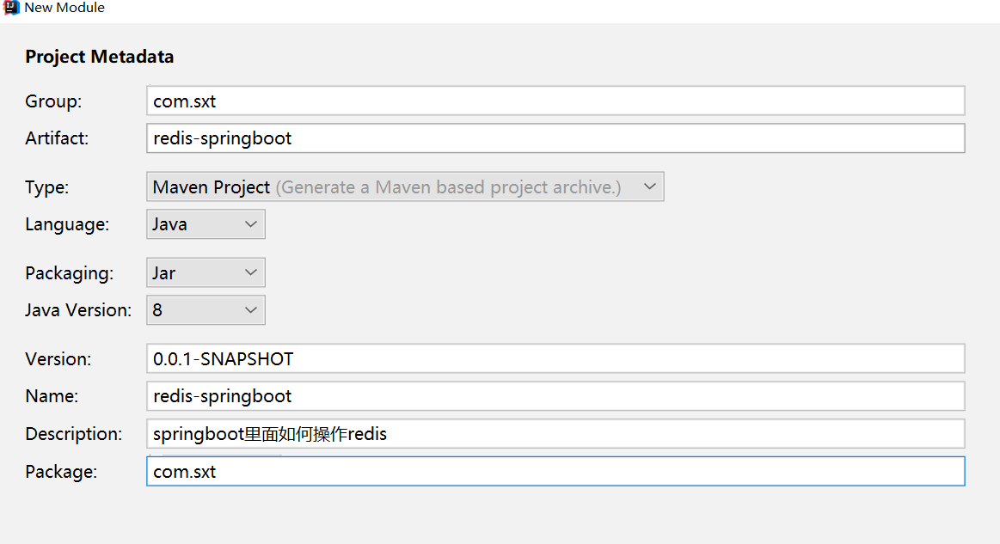 New Module
Project Metadata
Group: com.sxt
Artifact: redis-springboot
Type: Maven Project (Generate a Maven based project archive.)
Language: Java
Packaging: Jar
Java Version: 8
Version: 0.0.1-SNAPSHOT
Name: redis-springboot
Description: springboot里面如何操作redis
Package: com.sxt